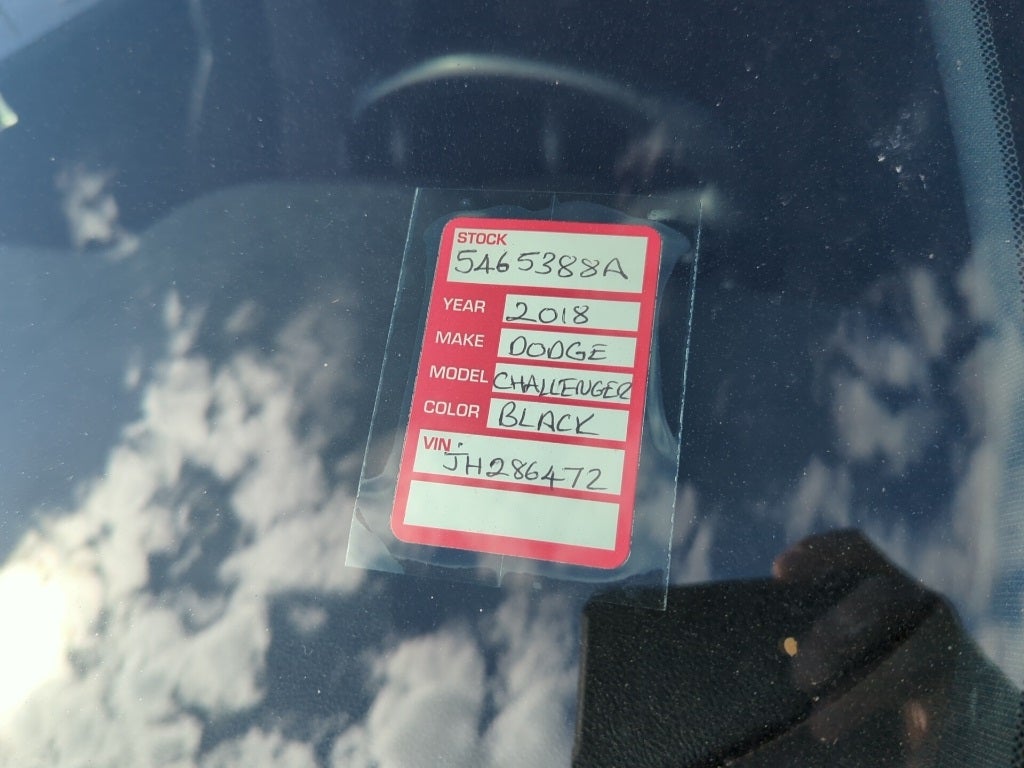 STOCK
5465388A
YEAR 2018
MAKE DODGE
MODEL CHALLENGER
COLOR BLACK
VIN
JH286472